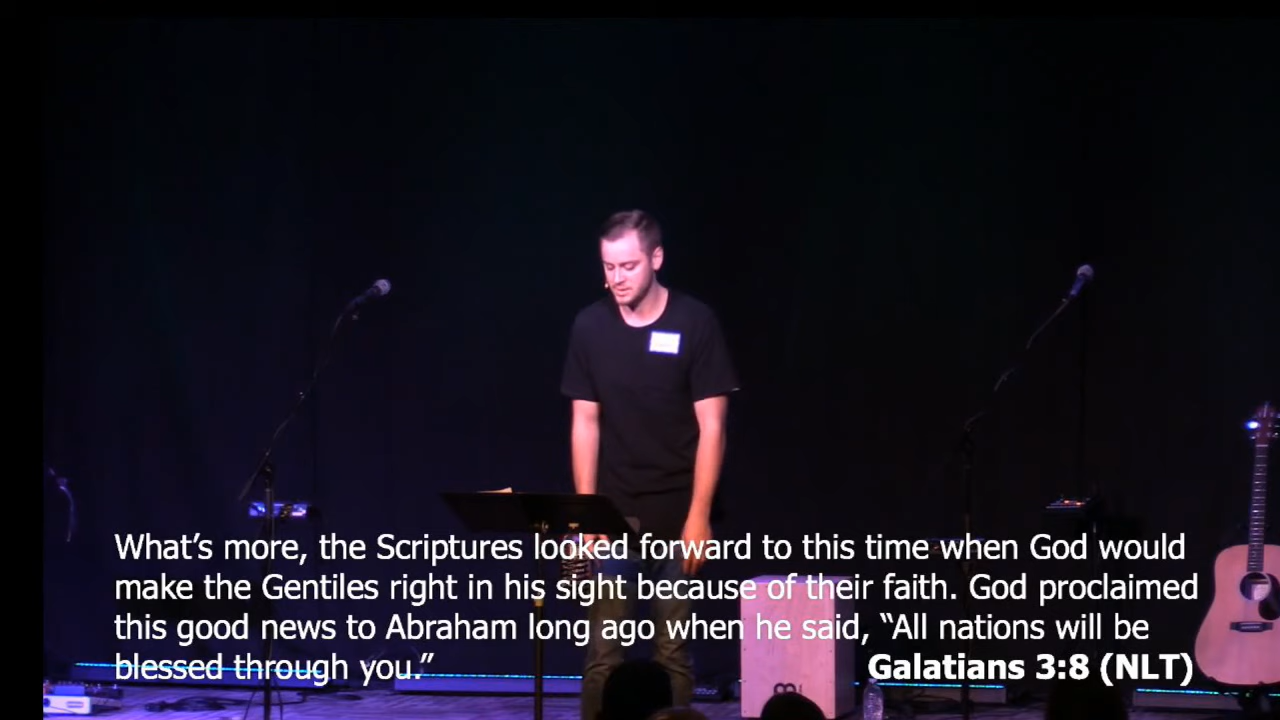 What’s more, the Scriptures looked forward to this time when God would
make the Gentiles right in his sight because of their faith. God proclaimed
this good news to Abraham long ago when he said, “All nations will be
blessed through you.” Galatians 3:8 (NLT)